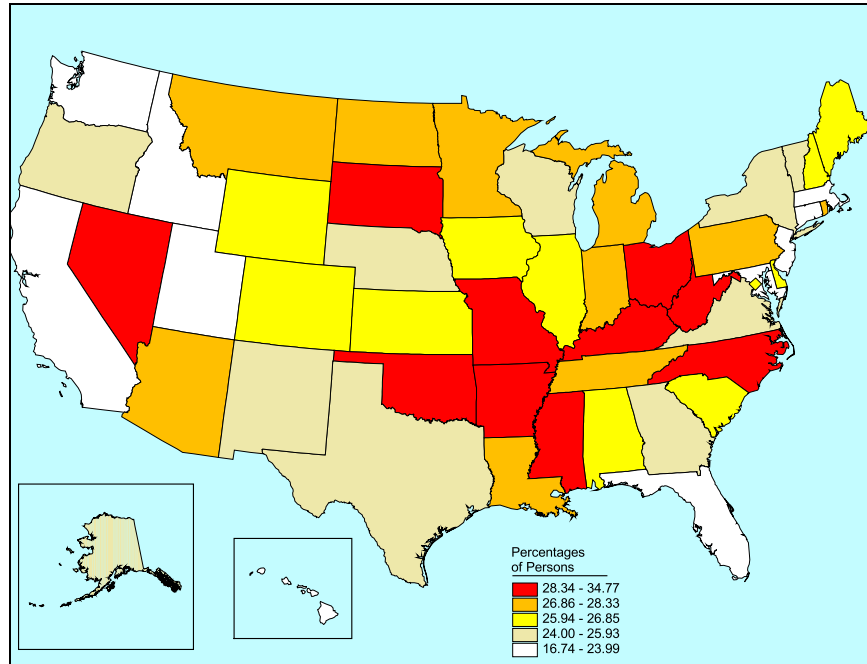 Percentages
of Persons
28.34 - 34.77
26.86 - 28.33
25.94 - 26.85
24.00 - 25.93
16.74 - 23.99